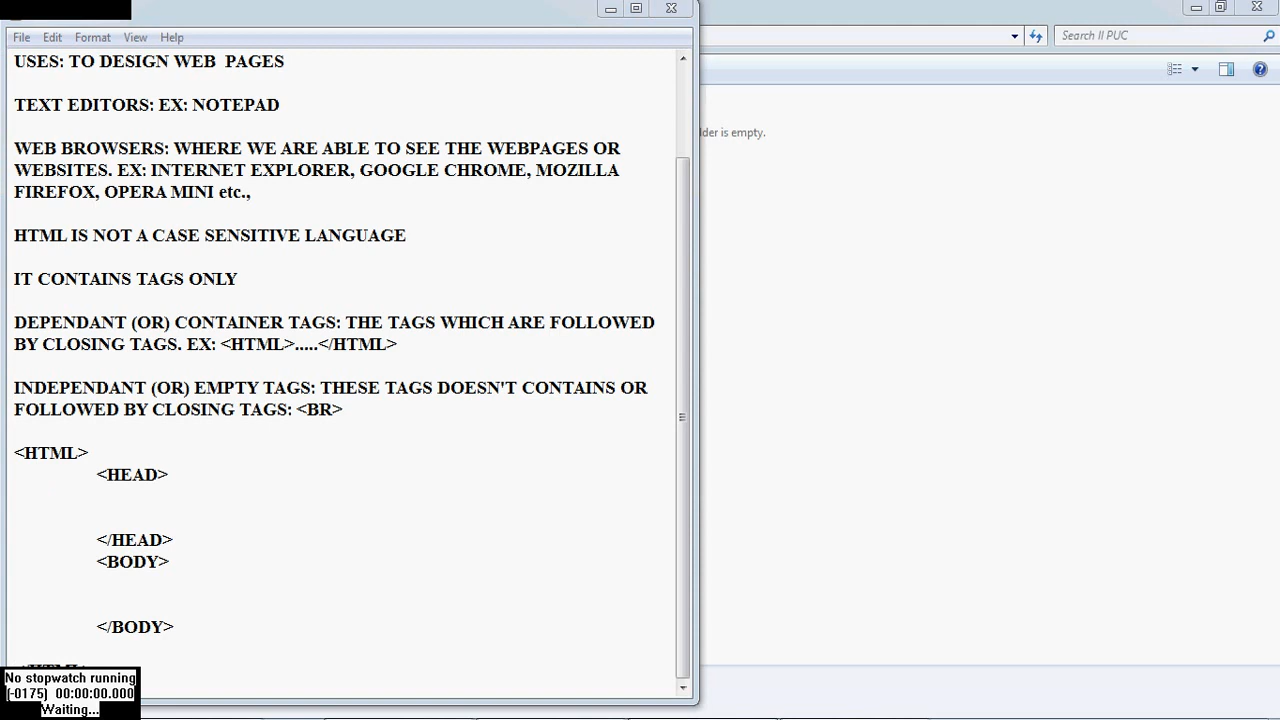 File Edit Format View Help
Search II PUC
USES: TO DESIGN WEB  PAGES
TEXT EDITORS: EX: NOTEPAD
lder is empty.
WEB BROWSERS: WHERE WE ARE ABLE TO SEE THE WEBPAGES OR
WEBSITES. EX: INTERNET EXPLORER, GOOGLE CHROME, MOZILLA
FIREFOX, OPERA MINI etc.,
HTML IS NOT A CASE SENSITIVE LANGUAGE
IT CONTAINS TAGS ONLY
DEPENDANT (OR) CONTAINER TAGS: THE TAGS WHICH ARE FOLLOWED
BY CLOSING TAGS. EX: <HTML>.....</HTML>
INDEPENDANT (OR) EMPTY TAGS: THESE TAGS DOESN'T CONTAINS OR
FOLLOWED BY CLOSING TAGS: <BR>
<HTML>
<HEAD>
</HEAD>
<BODY>
</BODY>
No stopwatch running
[-0175) 00:00:00.000
Waiting...